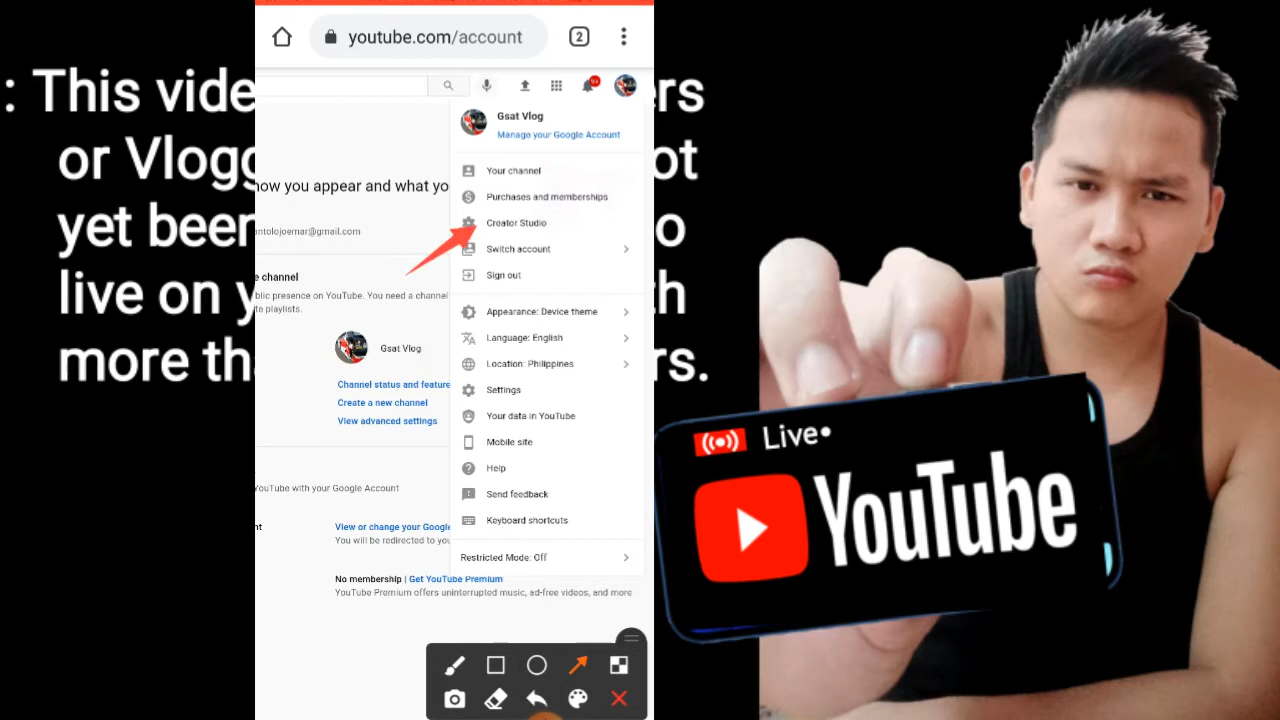 : This vide
or Vlogg
yet been
live on y
more tha
ers
ot
o
th
rs.
youtube.com/account
2
9+
Gsat Vlog
Manage your Google Account
Your channel
Purchases and memberships
Creator Studio
Switch account
Sign out
Appearance: Device theme
Language: English
Location: Philippines
Settings
Your data in YouTube
Mobile site
Help
Send feedback
Keyboard shortcuts
Restricted Mode: Off
how you appear and what yo
antolojoemar@gmail.com
e channel
blic presence on YouTube. You need a channel
te playlists.
Gsat Vlog
Channel status and feature
Create a new channel
View advanced settings
YouTube with your Google Account
nt
View or change your Google
You will be redirected to you
No membership | Get YouTube Premium
YouTube Premium offers uninterrupted music, ad-free videos, and more
Live•
YouTube